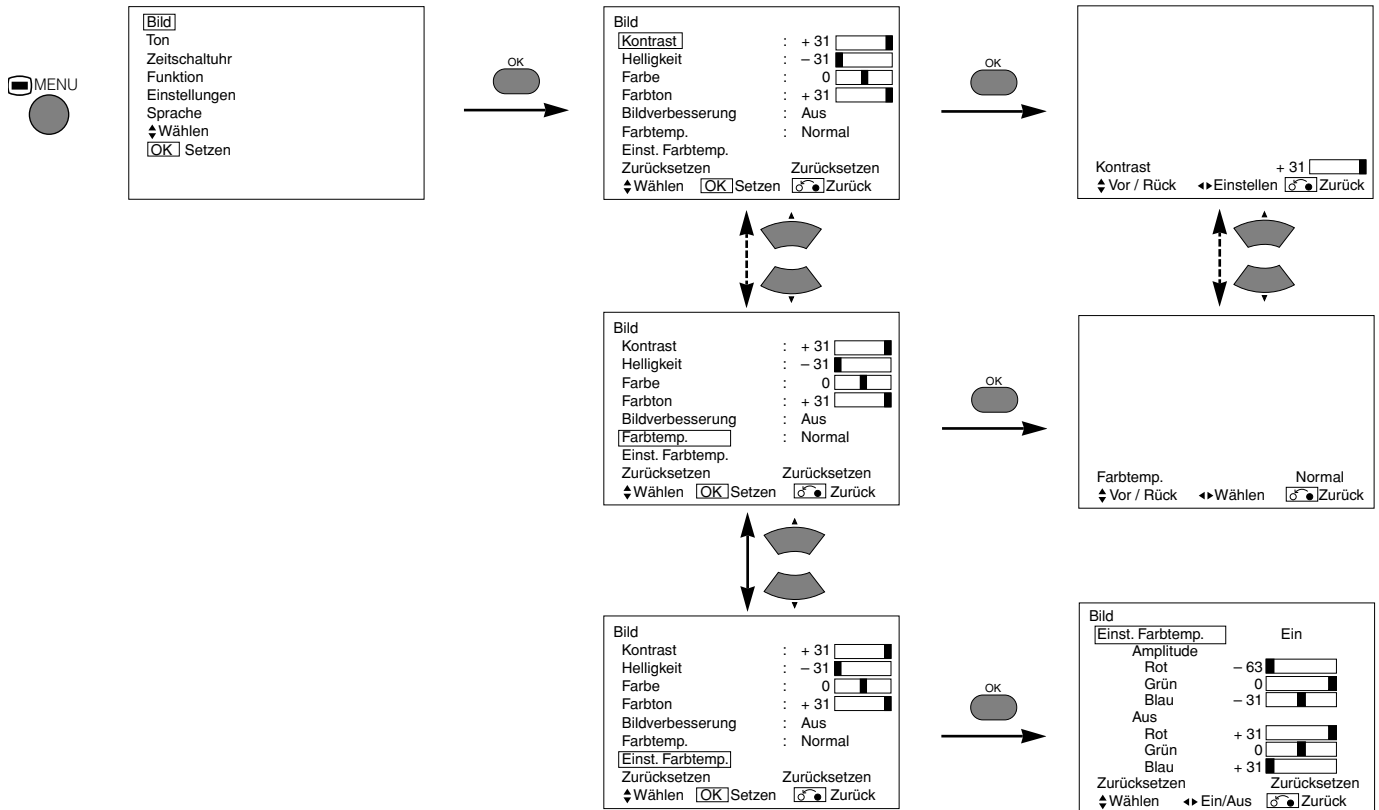 MENU
Bild
Ton
Zeitschaltuhr
Funktion
Einstellungen
Sprache
Wählen
OK Setzen
OK
Bild
Kontrast : + 31
Helligkeit : – 31
Farbe : 0
Farbton : + 31
Bildverbesserung : Aus
Farbtemp. : Normal
Einst. Farbtemp.
Zurücksetzen Zurücksetzen
Wählen OK Setzen Zurück
OK
Kontrast + 31
Vor / Rück Einstellen Zurück
Bild
Kontrast : + 31
Helligkeit : – 31
Farbe : 0
Farbton : + 31
Bildverbesserung : Aus
Farbtemp. : Normal
Einst. Farbtemp.
Zurücksetzen Zurücksetzen
Wählen OK Setzen Zurück
OK
Farbtemp. Normal
Vor / Rück Wählen Zurück
Bild
Kontrast : + 31
Helligkeit : – 31
Farbe : 0
Farbton : + 31
Bildverbesserung : Aus
Farbtemp. : Normal
Einst. Farbtemp.
Zurücksetzen Zurücksetzen
Wählen OK Setzen Zurück
OK
Bild
Einst. Farbtemp. Ein
Amplitude
Rot – 63
Grün 0
Blau – 31
Aus
Rot + 31
Grün 0
Blau + 31
Zurücksetzen Zurücksetzen
Wählen Ein/Aus Zurück